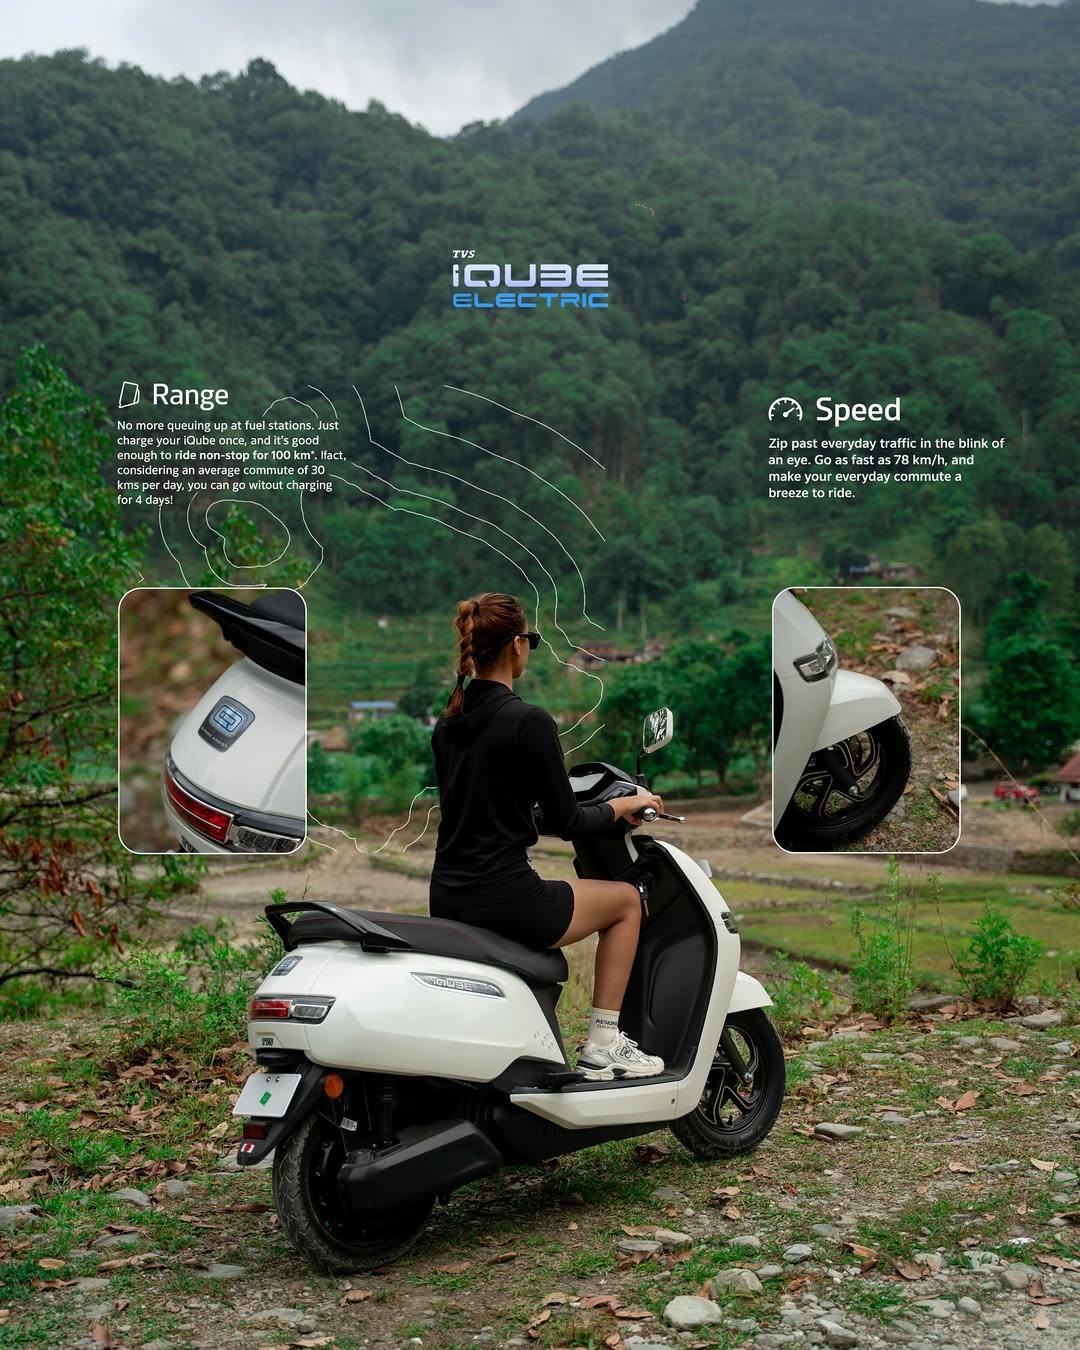 TVS
iQUBE
ELECTRIC
Range
No more queuing up at fuel stations. Just
charge your iQube once, and it's good
enough to ride non-stop for 100 km*. Ifact,
considering an average commute of 30
kms per day, you can go witout charging
for 4 days!
Speed
Zip past everyday traffic in the blink of
an eye. Go as fast as 78 km/h, and
make your everyday commute a
breeze to ride.
iQUBE